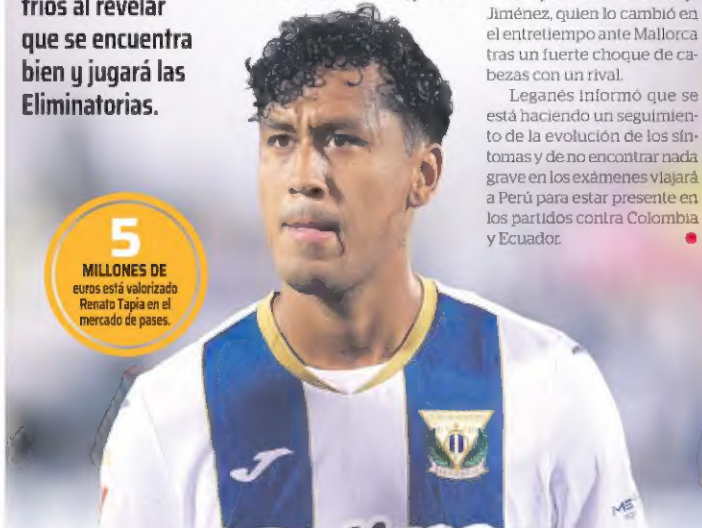 fríos al revelar
que se encuentra
bien y jugará las
Eliminatorias.
5
MILLONES DE
euros está valorizado
Renato Tapia en el
mercado de pases.
Jiménez, quien lo cambió en
el entretiempo ante Mallorca
tras un fuerte choque de ca-
bezas con un rival.
Leganés informó que se
está haciendo un seguimien-
to de la evolución de los sín-
tomas y de no encontrar nada
grave en los exámenes viajará
a Perú para estar presente en
los partidos contra Colombia
y Ecuador.